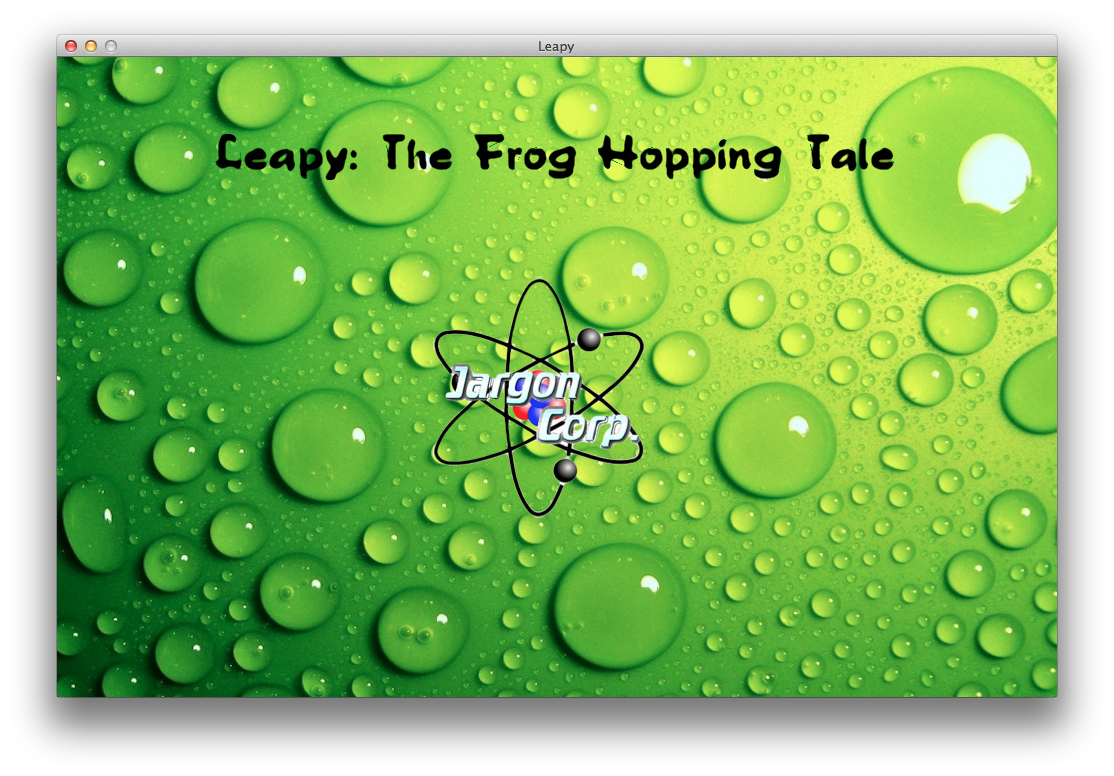 Leapy
Leapy: The Frog Hopping Tale
Jargon
Corp.